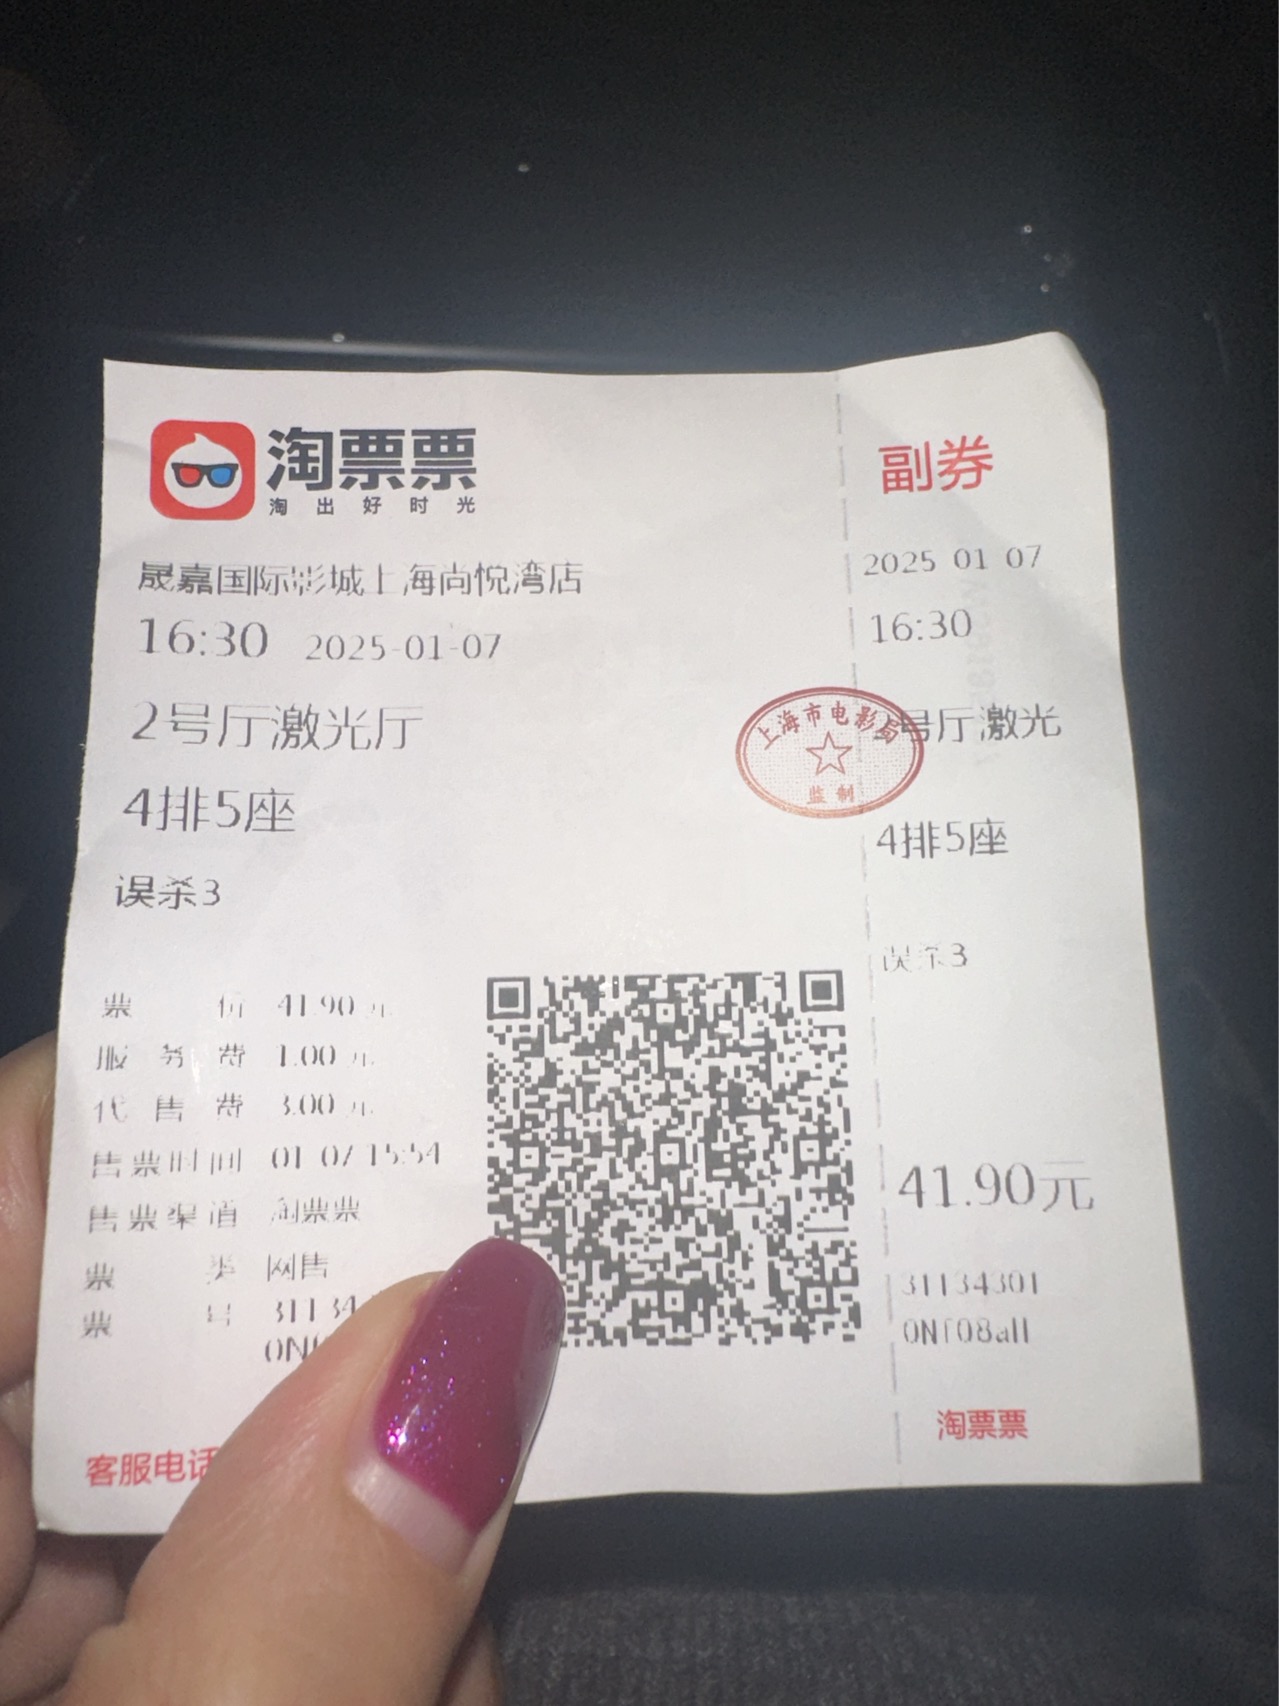 淘票票
淘出好时光
晟嘉国际影城上海尚悦湾店
16:30 2025-01-07
2号厅激光厅
4排5座
误杀3
票价 41.90元
服务费 1.00元
代售费 3.00元
售票时间 01-07 15:54
售票渠道 淘票票
票类 网售
票号 31134
0N
客服电话
副券
2025-01-07
16:30
2号厅激光
上海市电影局
监制
4排5座
误杀3
41.90元
31134301
0Nf08all
淘票票